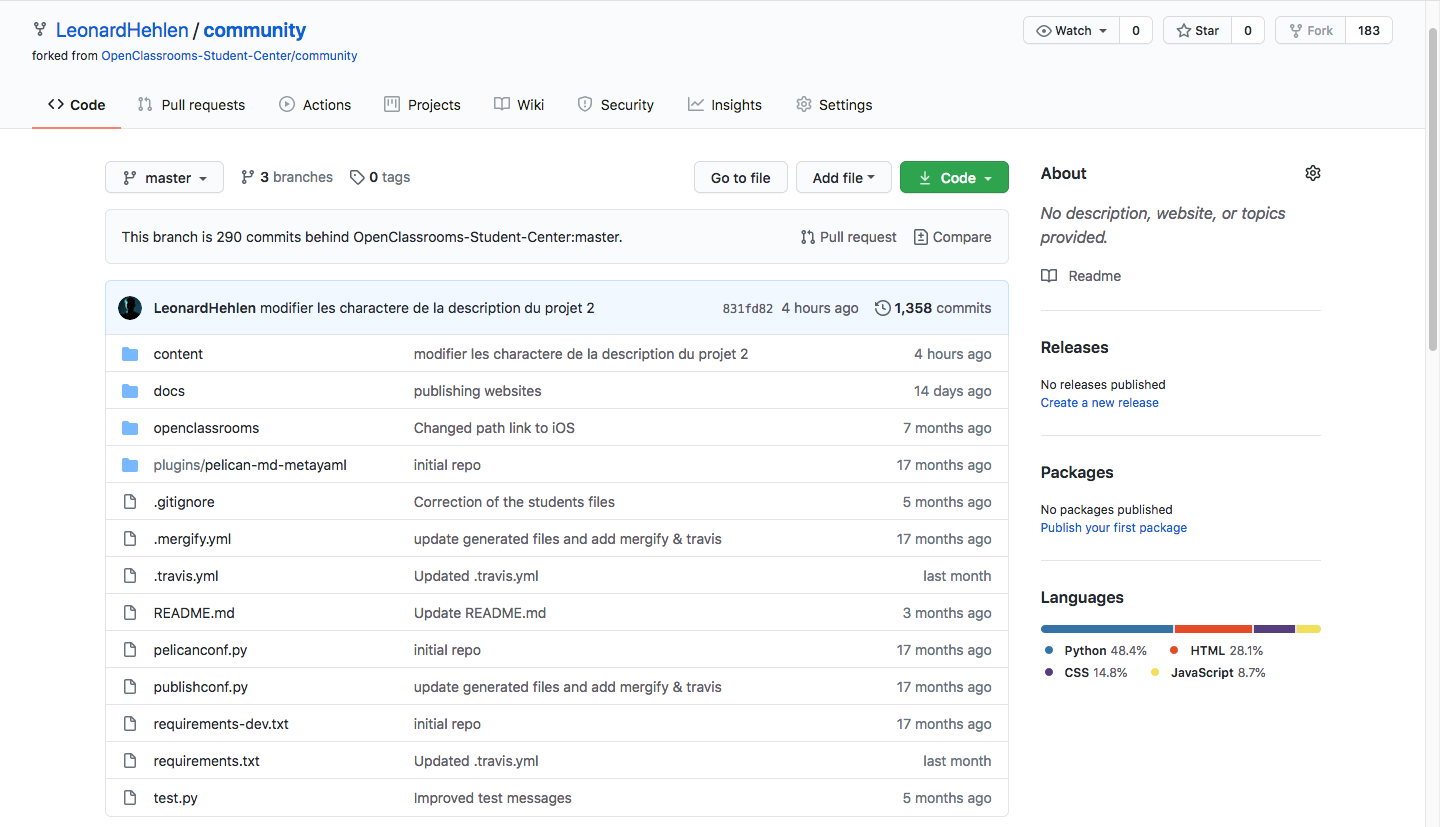 LeonardHehlen / community
Watch 0 Star 0 Fork 183
forked from OpenClassrooms-Student-Center/community
Code Pull requests Actions Projects Wiki Security Insights Settings
master 3 branches 0 tags Go to file Add file Code
This branch is 290 commits behind OpenClassrooms-Student-Center:master. Pull request Compare
LeonardHehlen modifier les charactere de la description du projet 2 831fd82 4 hours ago 1,358 commits
content modifier les charactere de la description du projet 2 4 hours ago
docs publishing websites 14 days ago
openclassrooms Changed path link to iOS 7 months ago
plugins/pelican-md-metayaml initial repo 17 months ago
.gitignore Correction of the students files 5 months ago
.mergify.yml update generated files and add mergify & travis 17 months ago
.travis.yml Updated .travis.yml last month
README.md Update README.md 3 months ago
pelicanconf.py initial repo 17 months ago
publishconf.py update generated files and add mergify & travis 17 months ago
requirements-dev.txt initial repo 17 months ago
requirements.txt Updated .travis.yml last month
test.py Improved test messages 5 months ago
About
No description, website, or topics
provided.
Readme
Releases
No releases published
Create a new release
Packages
No packages published
Publish your first package
Languages
Python 48.4% HTML 28.1%
CSS 14.8% JavaScript 8.7%